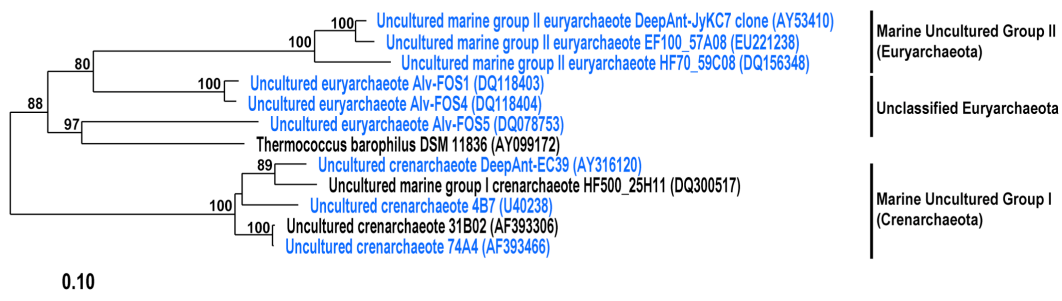 Uncultured marine group II euryarchaeote DeepAnt-JyKC7 clone (AY53410)
Uncultured marine group II euryarchaeote EF100_57A08 (EU221238)
Uncultured marine group II euryarchaeote HF70_59C08 (DQ156348)
Uncultured euryarchaeote Alv-FOS1 (DQ118403)
Uncultured euryarchaeote Alv-FOS4 (DQ118404)
Uncultured euryarchaeote Alv-FOS5 (DQ078753)
Thermococcus barophilus DSM 11836 (AY099172)
Uncultured crenarchaeote DeepAnt-EC39 (AY316120)
Uncultured marine group I crenarchaeote HF500_25H11 (DQ300517)
Uncultured crenarchaeote 4B7 (U40238)
Uncultured crenarchaeote 31B02 (AF393306)
Uncultured crenarchaeote 74A4 (AF393466)
100
100
80
100
88
97
89
100
100
Marine Uncultured Group II
(Euryarchaeota)
Unclassified Euryarchaeota
Marine Uncultured Group I
(Crenarchaeota)
0.10